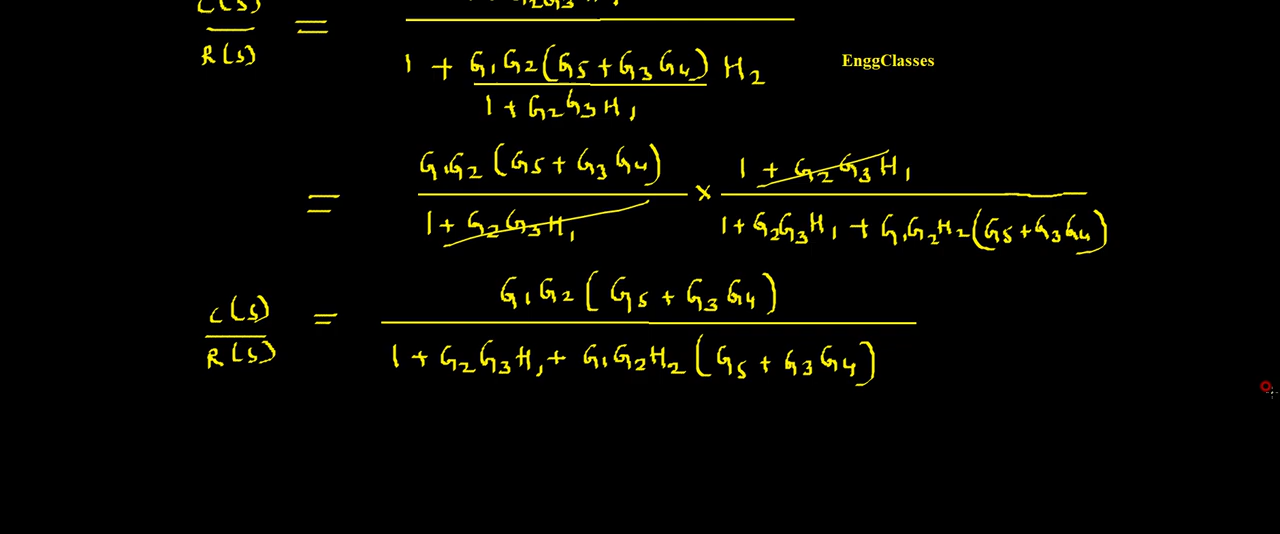 C(s)
R(s) =
1 + G1G2(G5+G3G4) H2
EnggClasses
1+G2G3H1
= G1G2(G5+G3G4) × 1+G2G3H1
1+G2G3H1 1+G2G3H1+G1G2H2(G5+G3G4)
C(s) = G1G2(G5+G3G4)
R(s) 1+G2G3H1+G1G2H2(G5+G3G4)